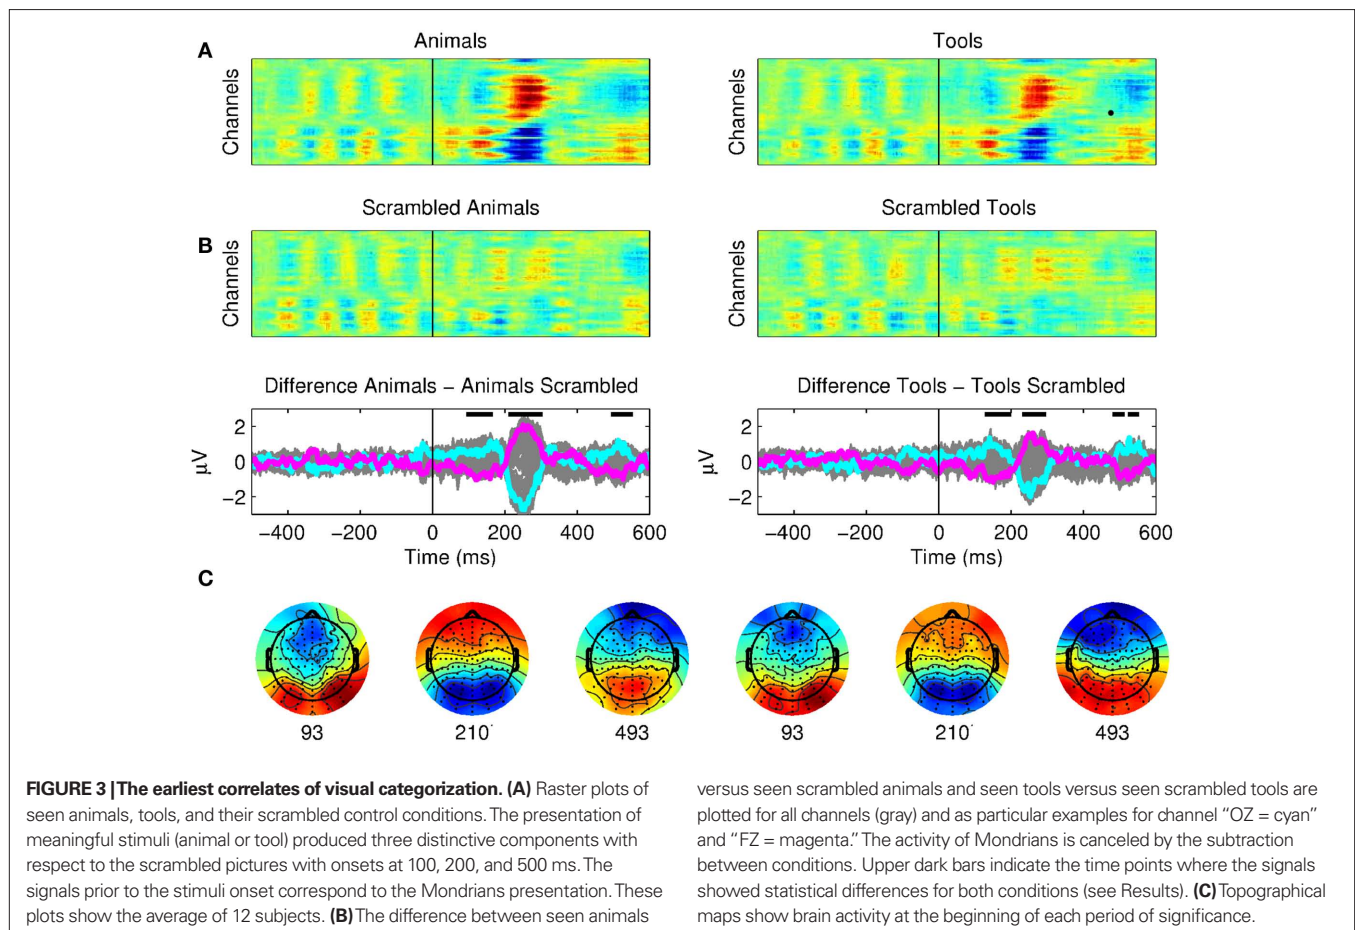 A
Animals
Tools
Channels
Channels
Scrambled Animals
Scrambled Tools
B
Channels
Channels
Difference Animals – Animals Scrambled
Difference Tools – Tools Scrambled
μV
2
0
−2
−400 −200 0 200 400 600
Time (ms)
μV
2
0
−2
−400 −200 0 200 400 600
Time (ms)
C
93 210 493 93 210 493
FIGURE 3 | The earliest correlates of visual categorization. (A) Raster plots of
seen animals, tools, and their scrambled control conditions. The presentation of
meaningful stimuli (animal or tool) produced three distinctive components with
respect to the scrambled pictures with onsets at 100, 200, and 500 ms. The
signals prior to the stimuli onset correspond to the Mondrians presentation. These
plots show the average of 12 subjects. (B) The difference between seen animals
versus seen scrambled animals and seen tools versus seen scrambled tools are
plotted for all channels (gray) and as particular examples for channel “OZ = cyan”
and “FZ = magenta.” The activity of Mondrians is canceled by the subtraction
between conditions. Upper dark bars indicate the time points where the signals
showed statistical differences for both conditions (see Results). (C) Topographical
maps show brain activity at the beginning of each period of significance.